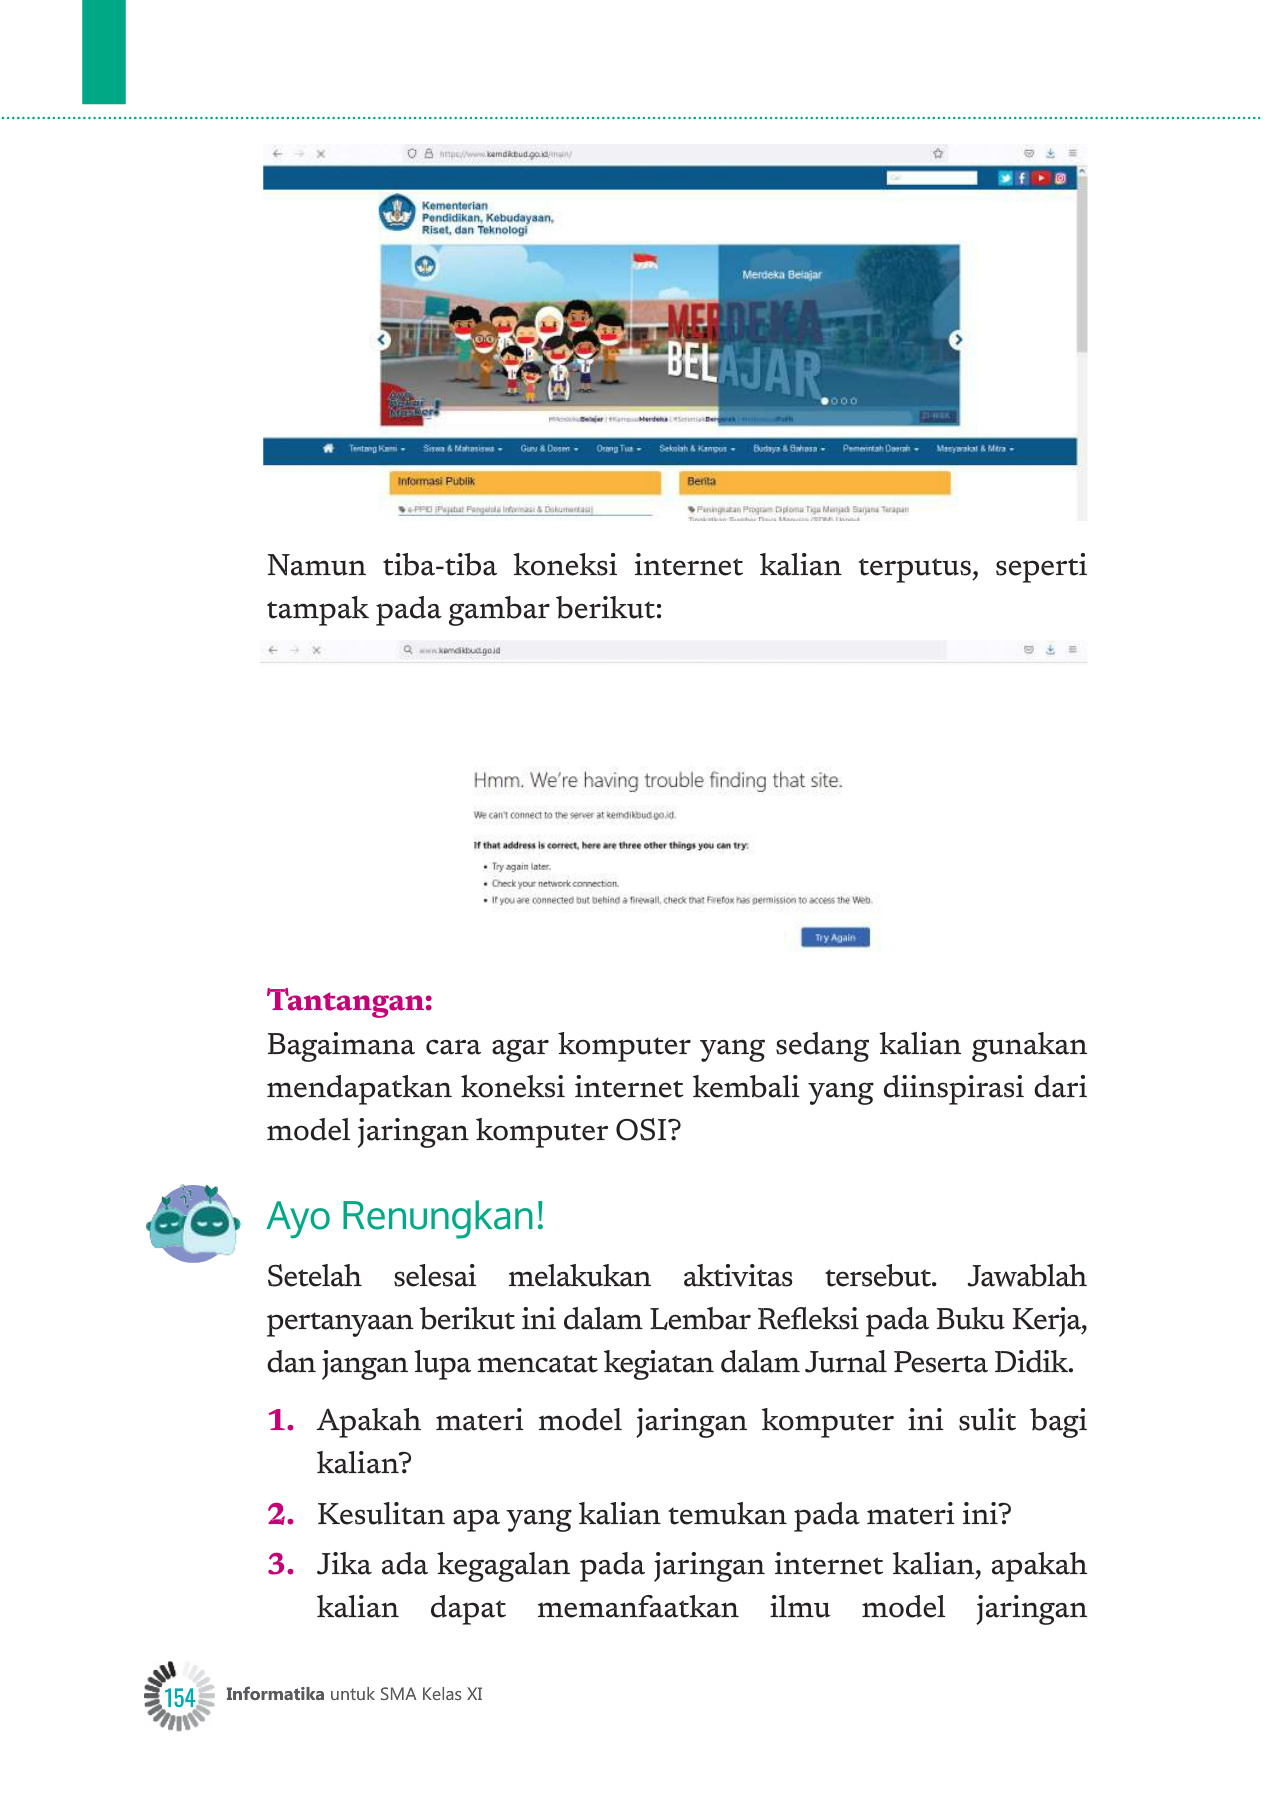 https://www.kemdikbud.go.id/main/
Cari
Kementerian
Pendidikan, Kebudayaan,
Riset, dan Teknologi
Merdeka Belajar
MERDEKA
BELAJAR
Ayo
Pakai
Masker!
#MerdekaBelajar | #KampusMerdeka | #SerentakBergerak |
Tentang Kami
Siswa & Mahasiswa
Guru & Dosen
Orang Tua
Sekolah & Kampus
Budaya & Bahasa
Pemerintah Daerah
Masyarakat & Mitra
Informasi Publik
Berita
e-PPID (Pejabat Pengelola Informasi & Dokumentasi)
Peningkatan Program Diploma Tiga Menjadi Sarjana Terapan
Namun tiba-tiba koneksi internet kalian terputus, seperti
tampak pada gambar berikut:
www.kemdikbud.go.id
Hmm. We're having trouble finding that site.
We can't connect to the server at kemdikbud.go.id.
If that address is correct, here are three other things you can try:
• Try again later.
• Check your network connection.
• If you are connected but behind a firewall, check that Firefox has permission to access the Web.
Try Again
Tantangan:
Bagaimana cara agar komputer yang sedang kalian gunakan
mendapatkan koneksi internet kembali yang diinspirasi dari
model jaringan komputer OSI?
Ayo Renungkan!
Setelah selesai melakukan aktivitas tersebut. Jawablah
pertanyaan berikut ini dalam Lembar Refleksi pada Buku Kerja,
dan jangan lupa mencatat kegiatan dalam Jurnal Peserta Didik.
1. Apakah materi model jaringan komputer ini sulit bagi
kalian?
2. Kesulitan apa yang kalian temukan pada materi ini?
3. Jika ada kegagalan pada jaringan internet kalian, apakah
kalian dapat memanfaatkan ilmu model jaringan
154
Informatika untuk SMA Kelas XI